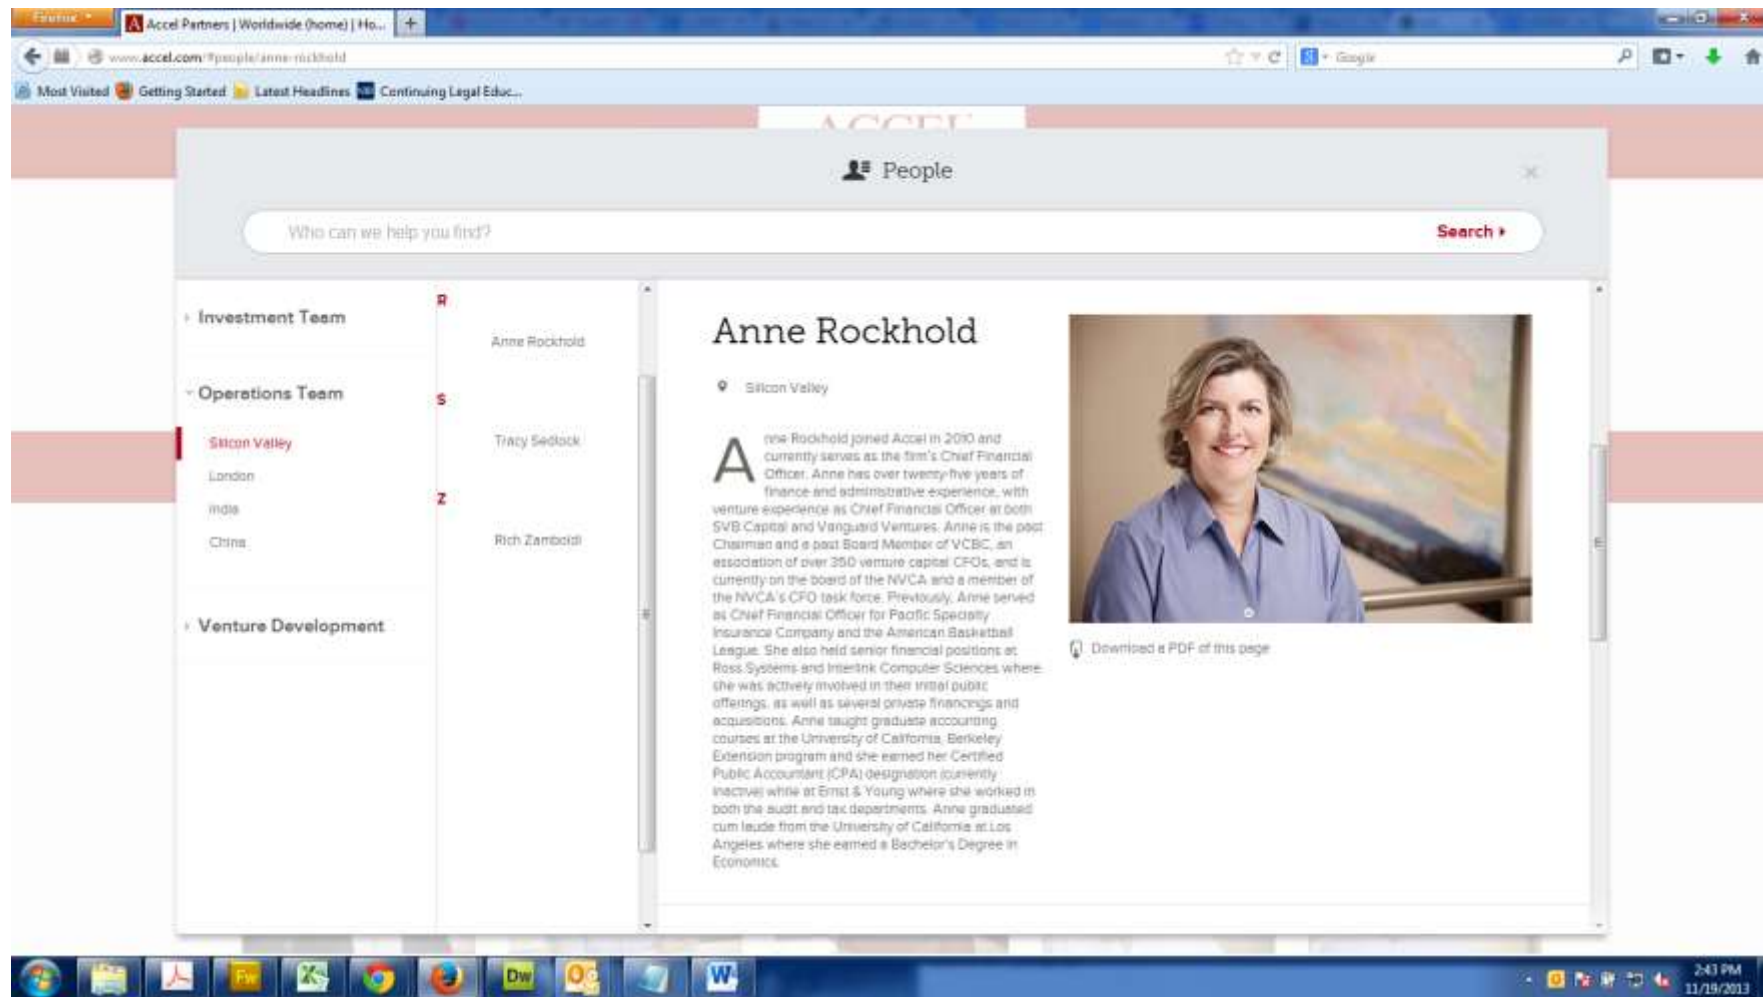 Firefox
Accel Partners | Worldwide (home) | Ho...
www.accel.com/#people/anne-rockhold
Google
Most Visited
Getting Started
Latest Headlines
Continuing Legal Educ...
ACCEL
People
Who can we help you find?
Search
Investment Team
Operations Team
Silicon Valley
London
India
China
Venture Development
R
Anne Rockhold
S
Tracy Sedlock
Z
Rich Zamboldi
Anne Rockhold
Silicon Valley
Anne Rockhold joined Accel in 2010 and
currently serves as the firm's Chief Financial
Officer. Anne has over twenty-five years of
finance and administrative experience, with
venture experience as Chief Financial Officer at both
SVB Capital and Vanguard Ventures. Anne is the past
Chairman and a past Board Member of VCBC, an
association of over 350 venture capital CFOs, and is
currently on the board of the NVCA and a member of
the NVCA's CFO task force. Previously, Anne served
as Chief Financial Officer for Pacific Specialty
Insurance Company and the American Basketball
League. She also held senior financial positions at
Ross Systems and Interlink Computer Sciences where
she was actively involved in their initial public
offerings, as well as several private financings and
acquisitions. Anne taught graduate accounting
courses at the University of California, Berkeley
Extension program and she earned her Certified
Public Accountant (CPA) designation (currently
inactive) while at Ernst & Young where she worked in
both the audit and tax departments. Anne graduated
cum laude from the University of California at Los
Angeles where she earned a Bachelor's Degree in
Economics.
Download a PDF of this page
Fw
Dw
2:43 PM
11/19/2013